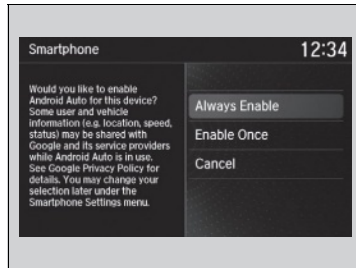 Smartphone
12:34
Would you like to enable
Android Auto for this device?
Some user and vehicle
information (e.g. location, speed,
status) may be shared with
Google and its service providers
while Android Auto is in use.
See Google Privacy Policy for
details. You may change your
selection later under the
Smartphone Settings menu.
Always Enable
Enable Once
Cancel